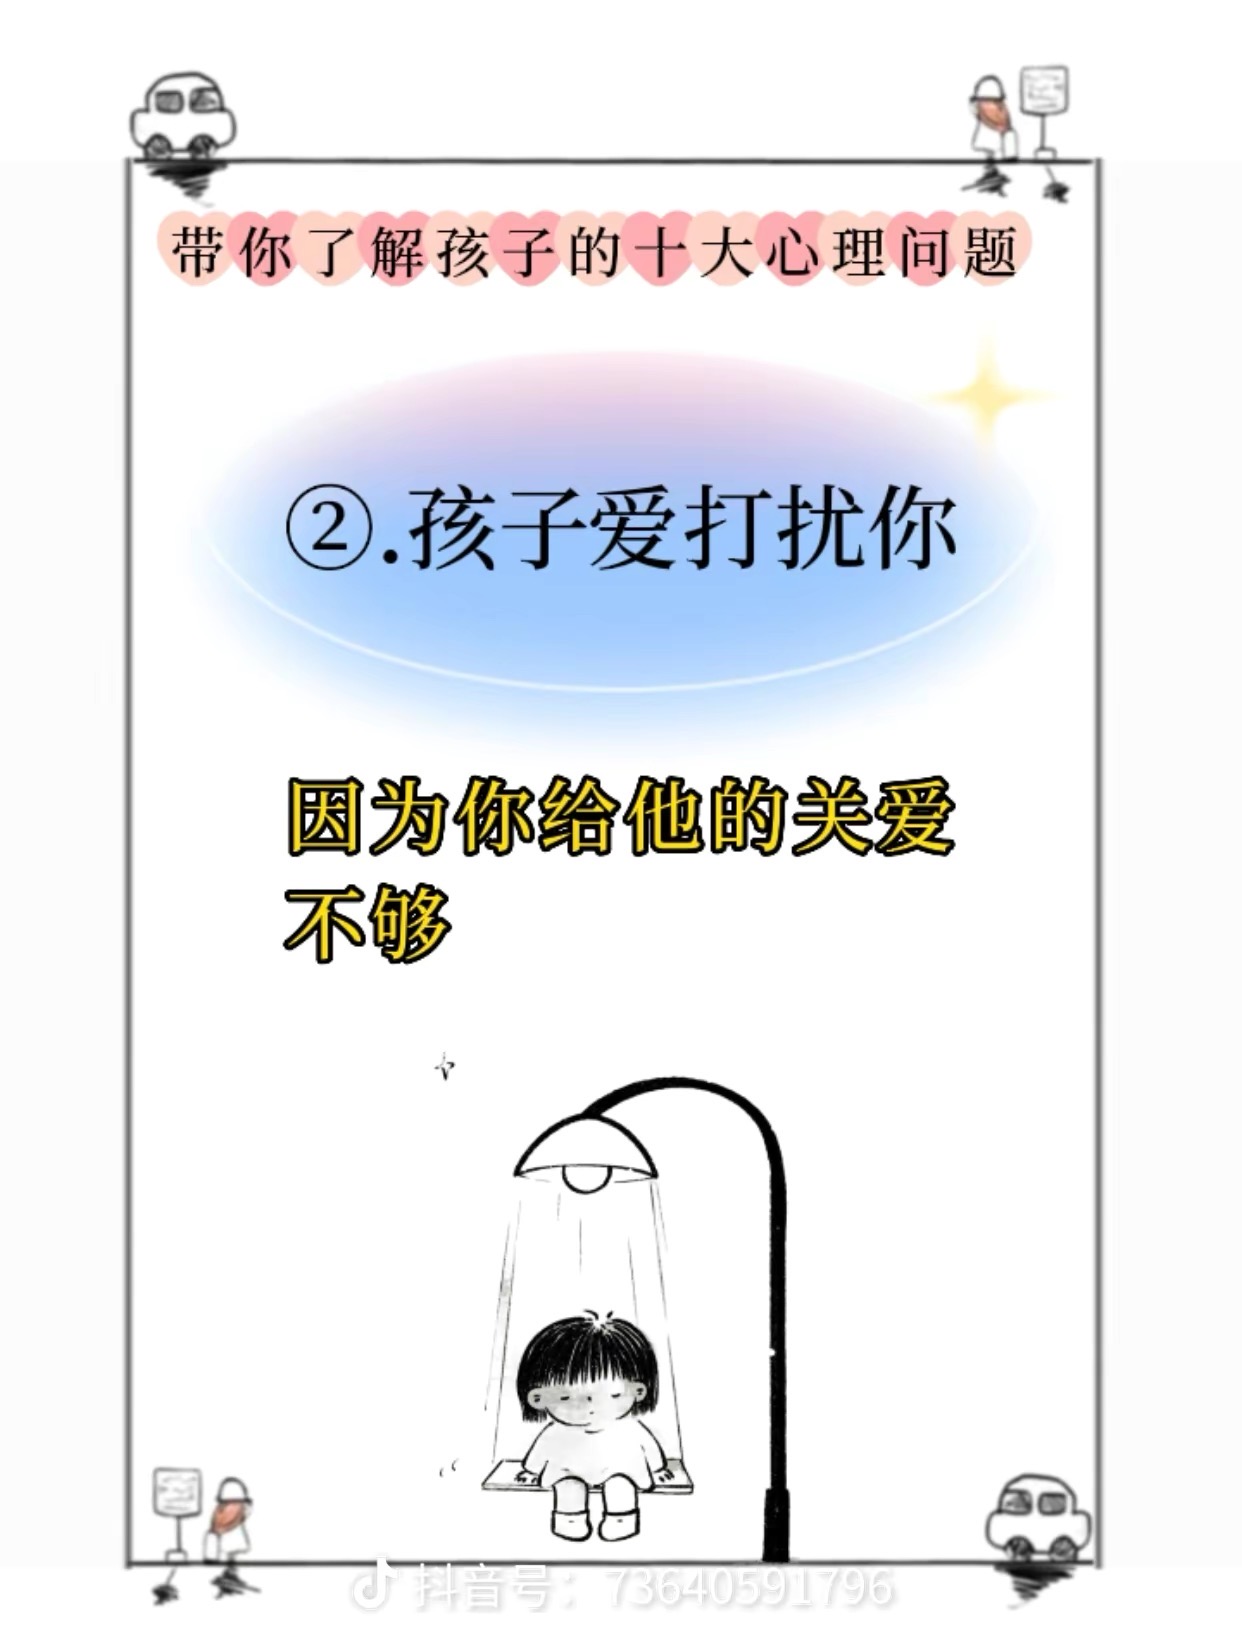 带你了解孩子的十大心理问题
②.孩子爱打扰你
因为你给他的关爱
不够
抖音号：73640591796